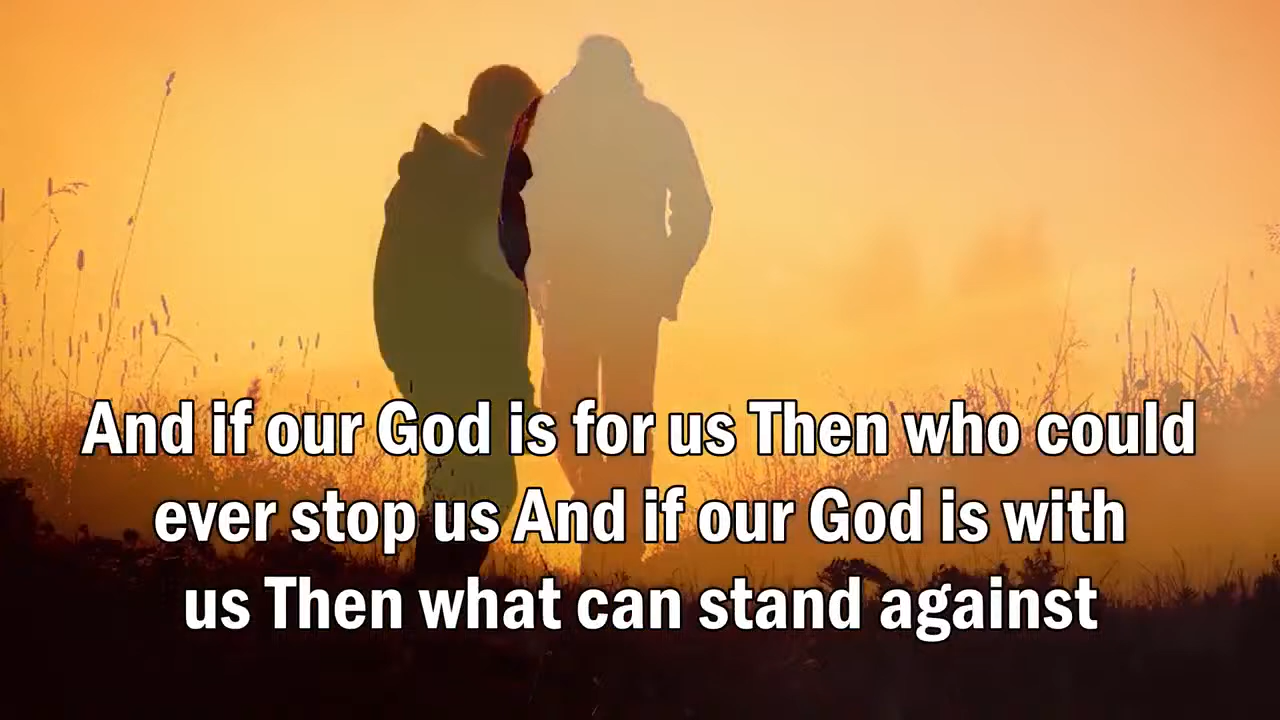 And if our God is for us Then who could
ever stop us And if our God is with
us Then what can stand against